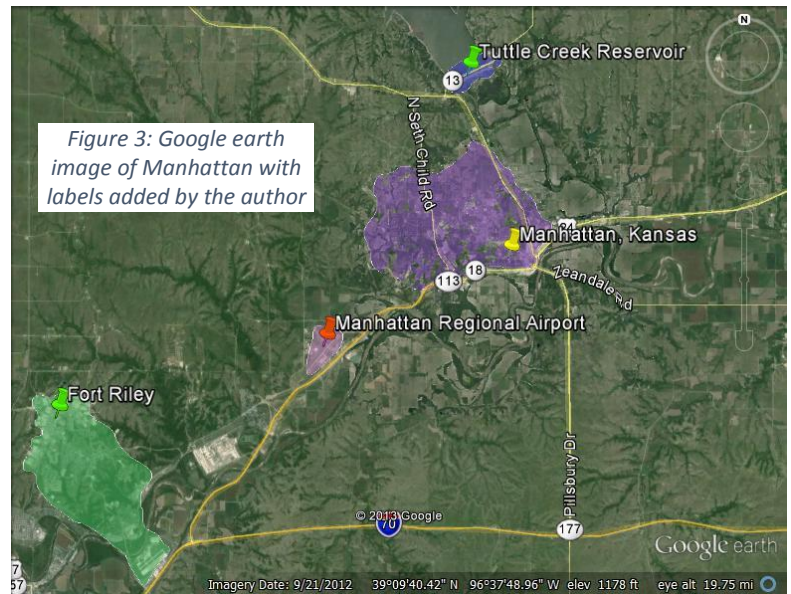 N
Tuttle Creek Reservoir
13
N Seth Child Rd
Figure 3: Google earth
image of Manhattan with
labels added by the author
24
Manhattan, Kansas
18
113
Zeandale Rd
Manhattan Regional Airport
Fort Riley
Pillsbury Dr
© 2013 Google
70
177
Google earth
7
57
Imagery Date: 9/21/2012 39°09'40.42" N 96°37'48.96" W elev 1178 ft eye alt 19.75 mi